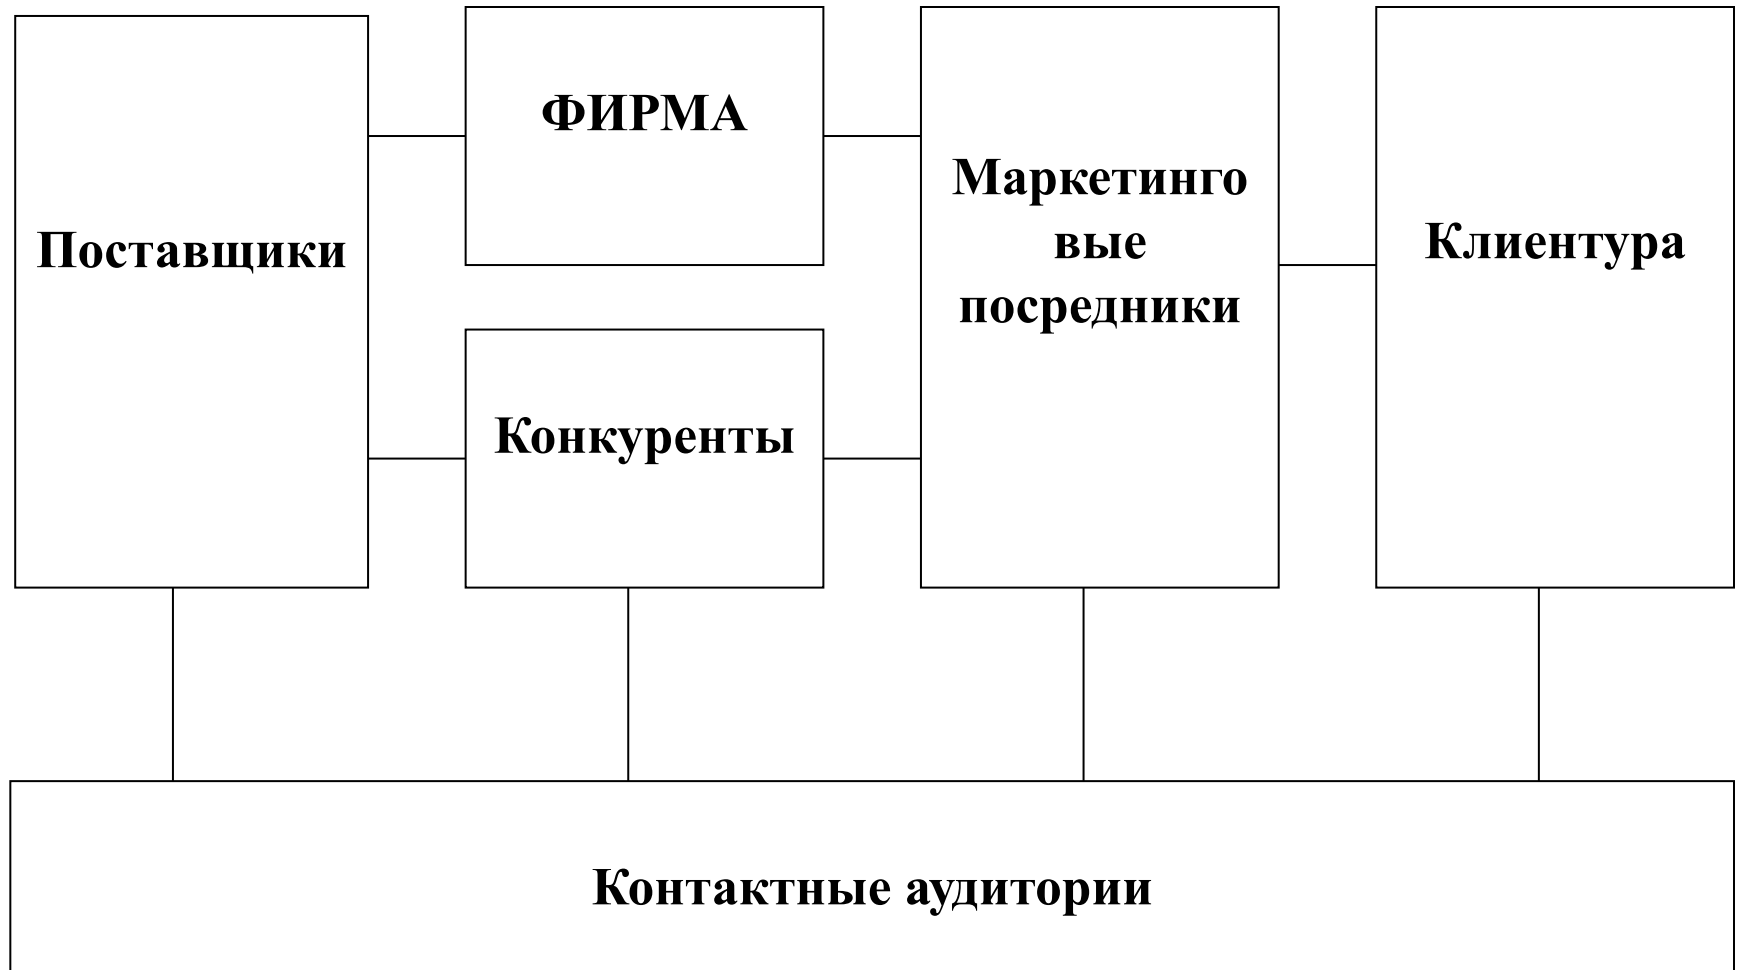 ФИРМА
Поставщики
Маркетинго
вые
посредники
Клиентура
Конкуренты
Контактные аудитории